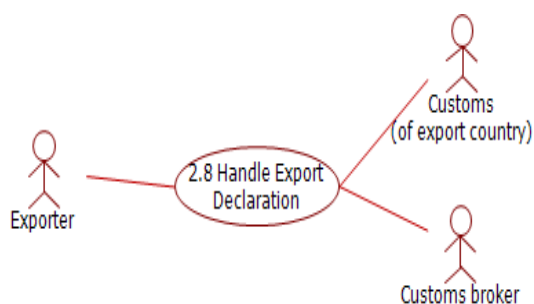 Customs
(of export country)
2.8 Handle Export
Declaration
Exporter
Customs broker